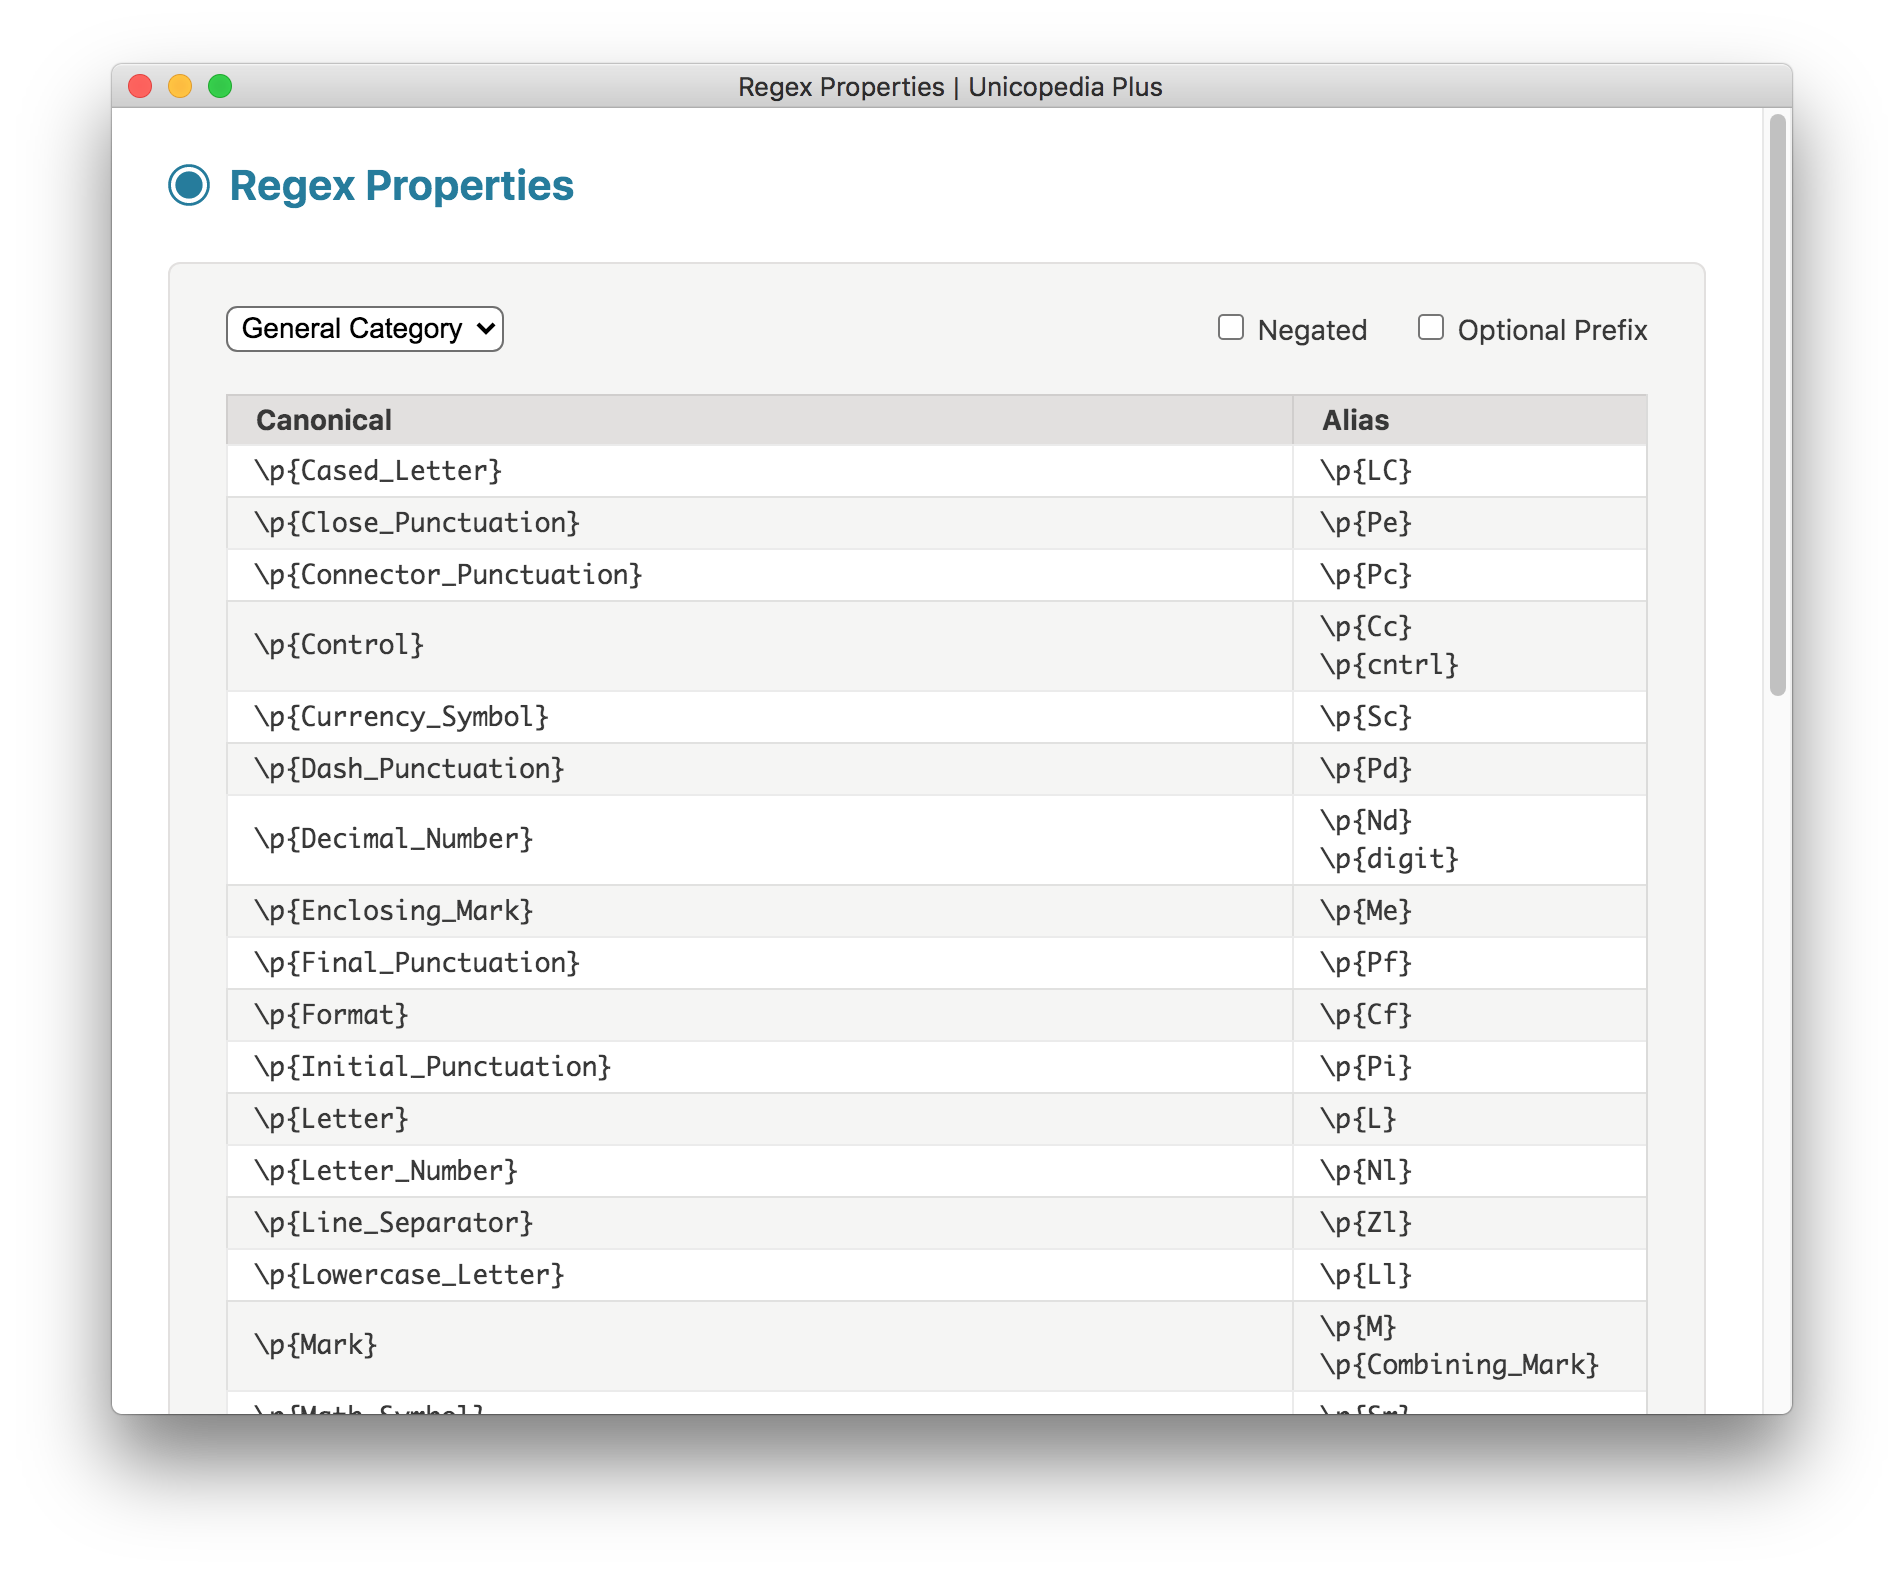 Regex Properties | Unicopedia Plus
Regex Properties
General Category
Negated
Optional Prefix
Canonical Alias
\p{Cased_Letter} \p{LC}
\p{Close_Punctuation} \p{Pe}
\p{Connector_Punctuation} \p{Pc}
\p{Control} \p{Cc}
\p{cntrl}
\p{Currency_Symbol} \p{Sc}
\p{Dash_Punctuation} \p{Pd}
\p{Decimal_Number} \p{Nd}
\p{digit}
\p{Enclosing_Mark} \p{Me}
\p{Final_Punctuation} \p{Pf}
\p{Format} \p{Cf}
\p{Initial_Punctuation} \p{Pi}
\p{Letter} \p{L}
\p{Letter_Number} \p{Nl}
\p{Line_Separator} \p{Zl}
\p{Lowercase_Letter} \p{Ll}
\p{Mark} \p{M}
\p{Combining_Mark}
\p{Math_Symbol} \p{Sm}